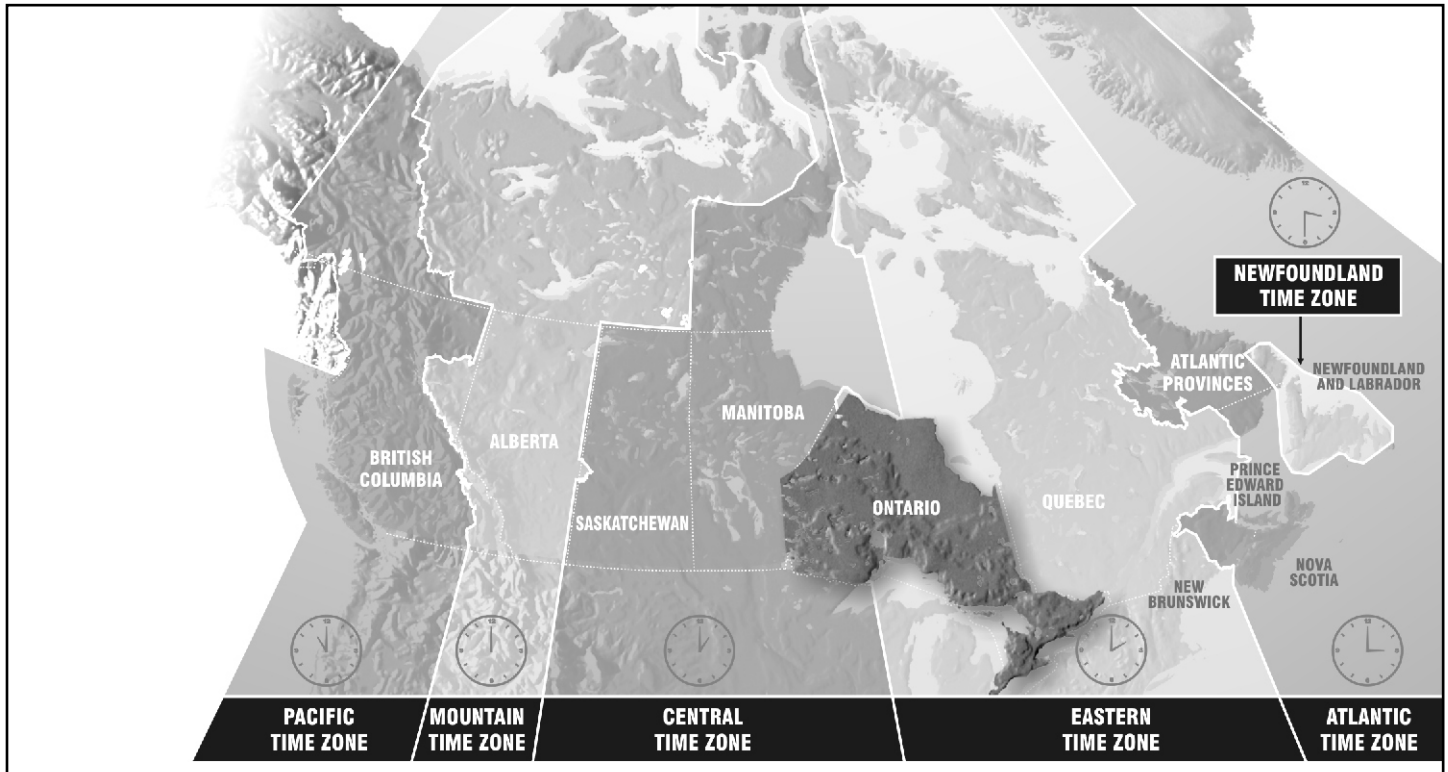 NEWFOUNDLAND
TIME ZONE
NEWFOUNDLAND
AND LABRADOR
ATLANTIC
PROVINCES
MANITOBA
ALBERTA
BRITISH
COLUMBIA
PRINCE
EDWARD
ISLAND
ONTARIO
QUEBEC
SASKATCHEWAN
NOVA
SCOTIA
NEW
BRUNSWICK
PACIFIC
TIME ZONE
MOUNTAIN
TIME ZONE
CENTRAL
TIME ZONE
EASTERN
TIME ZONE
ATLANTIC
TIME ZONE